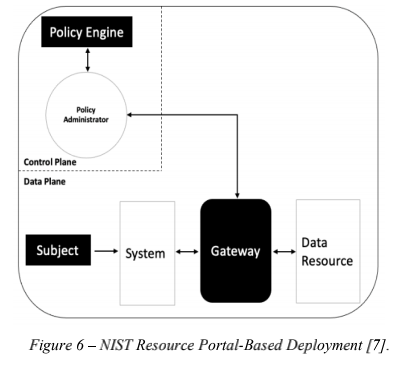 Policy Engine
Policy
Administrator
Control Plane
Data Plane
Subject
System
Gateway
Data
Resource
Figure 6 – NIST Resource Portal-Based Deployment [7].